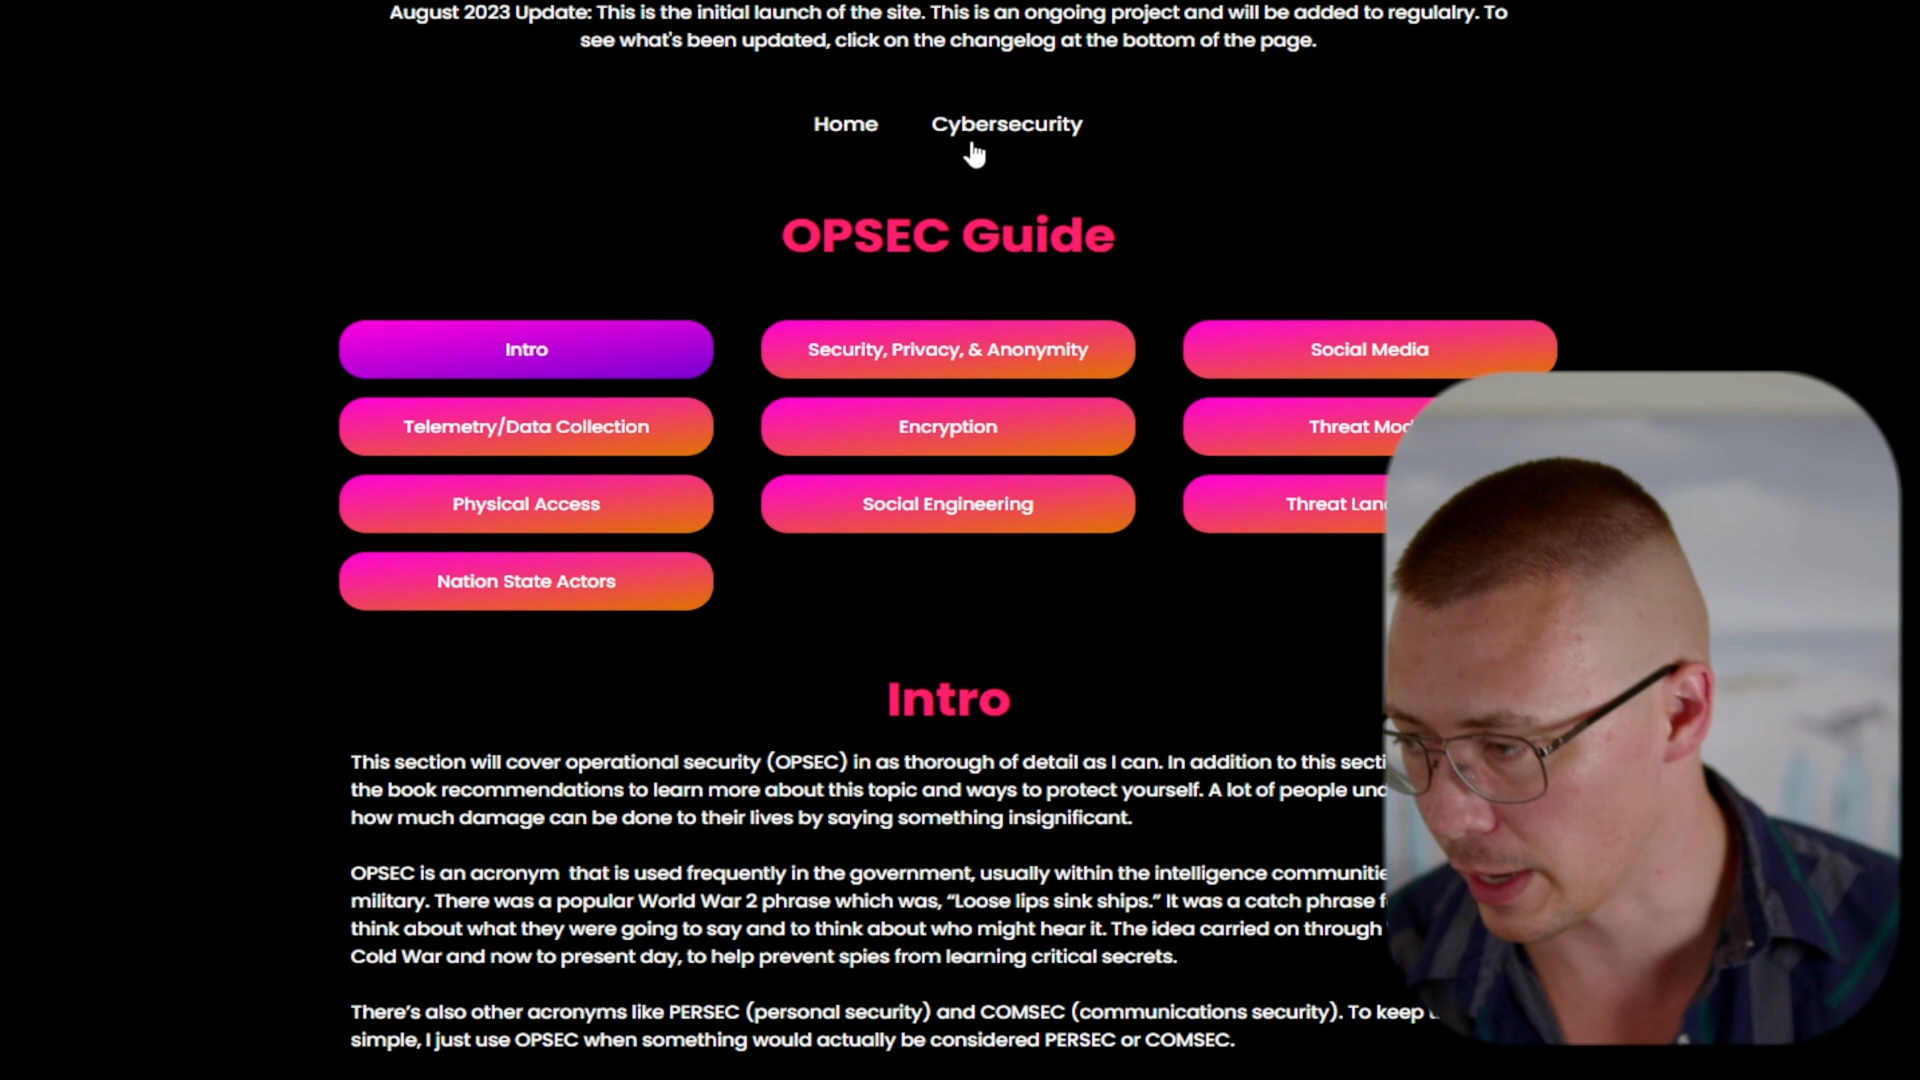 August 2023 Update: This is the initial launch of the site. This is an ongoing project and will be added to regulalry. To
see what's been updated, click on the changelog at the bottom of the page.
Home Cybersecurity
OPSEC Guide
Intro Security, Privacy, & Anonymity Social Media
Telemetry/Data Collection Encryption Threat
Physical Access Social Engineering Threat
Nation State Actors
Intro
This section will cover operational security (OPSEC) in as thorough of detail as I can. In addition to this
the book recommendations to learn more about this topic and ways to protect yourself. A lot of people
how much damage can be done to their lives by saying something insignificant.
OPSEC is an acronym that is used frequently in the government, usually within the intelligence
military. There was a popular World War 2 phrase which was, “Loose lips sink ships.” It was a catch phrase
think about what they were going to say and to think about who might hear it. The idea carried on through
Cold War and now to present day, to help prevent spies from learning critical secrets.
There’s also other acronyms like PERSEC (personal security) and COMSEC (communications security). To keep
simple, I just use OPSEC when something would actually be considered PERSEC or COMSEC.